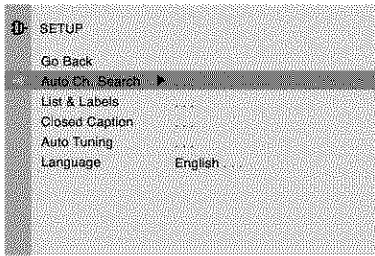 SETUP
Go Back
Auto Ch. Search ▶ . . .
List & Labels . . .
Closed Caption
Auto Tuning . . .
Language English . . .